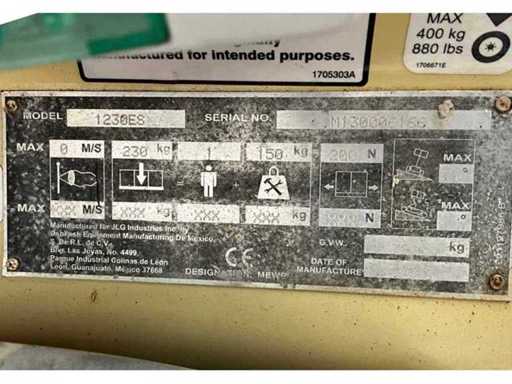 for intended purposes.
1705303A
MAX
400 kg
880 lbs
1706671E
MODEL 1230ES SERIAL NO.
MAX 0 M/S 230 kg 1 150 kg 200 N MAX
= +
MAX XXX M/S XXX kg XXX XXX kg N MAX
Manufactured for JLG Industries Inc. by
Equipment Manufacturing De Mexico,
S. De R.L. de C.V.
Blvd. Las Joyas, No. 4499,
Parque Industrial Colinas de León
León, Guanajuato, México 37668
CE
DESIGNATION: MEWP
G.V.W. kg
DATE OF
MANUFACTURE